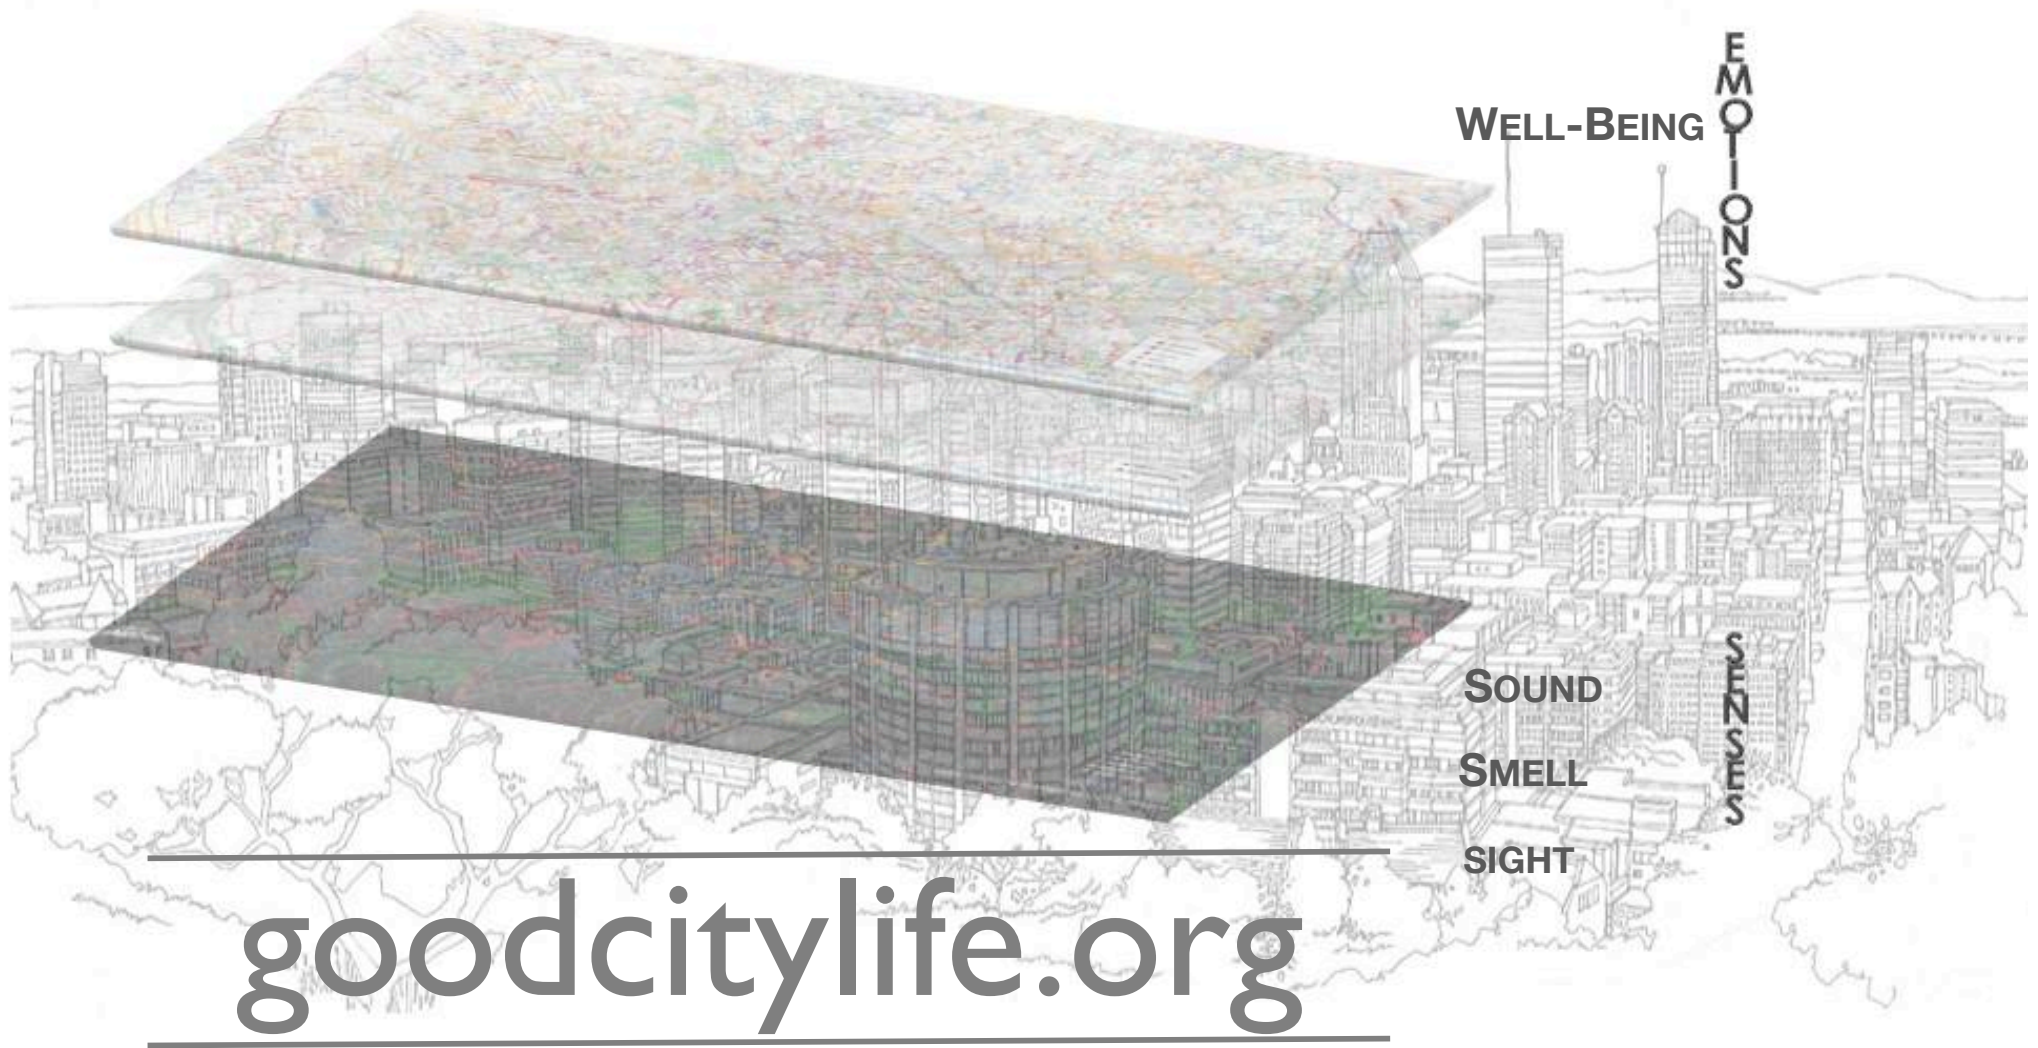 EMOTIONS
WELL-BEING
SENSES
SOUND
SMELL
SIGHT
goodcitylife.org